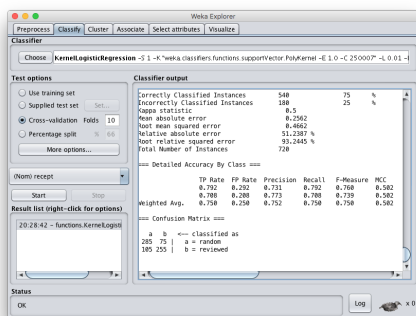 Weka Explorer
Preprocess Classify Cluster Associate Select attributes Visualize
Classifier
Choose KernelLogisticRegression -S 1 -K "weka.classifiers.functions.supportVector.PolyKernel -E 1.0 -C 250007" -L 0.01 -
Test options
Use training set
Supplied test set Set...
Cross-validation Folds 10
Percentage split % 66
More options...
(Nom) recept
Start Stop
Result list (right-click for options)
20:28:42 - functions.KernelLogisti
Classifier output
Correctly Classified Instances 540 75 %
Incorrectly Classified Instances 180 25 %
Kappa statistic 0.5
Mean absolute error 0.2562
Root mean squared error 0.4662
Relative absolute error 51.2387 %
Root relative squared error 93.2445 %
Total Number of Instances 720
=== Detailed Accuracy By Class ===
TP Rate FP Rate Precision Recall F-Measure MCC
0.792 0.292 0.731 0.792 0.760 0.502
0.708 0.208 0.773 0.708 0.739 0.502
Weighted Avg. 0.750 0.250 0.752 0.750 0.750 0.502
=== Confusion Matrix ===
a b <-- classified as
285 75 | a = random
105 255 | b = reviewed
Status
OK
Log x 0